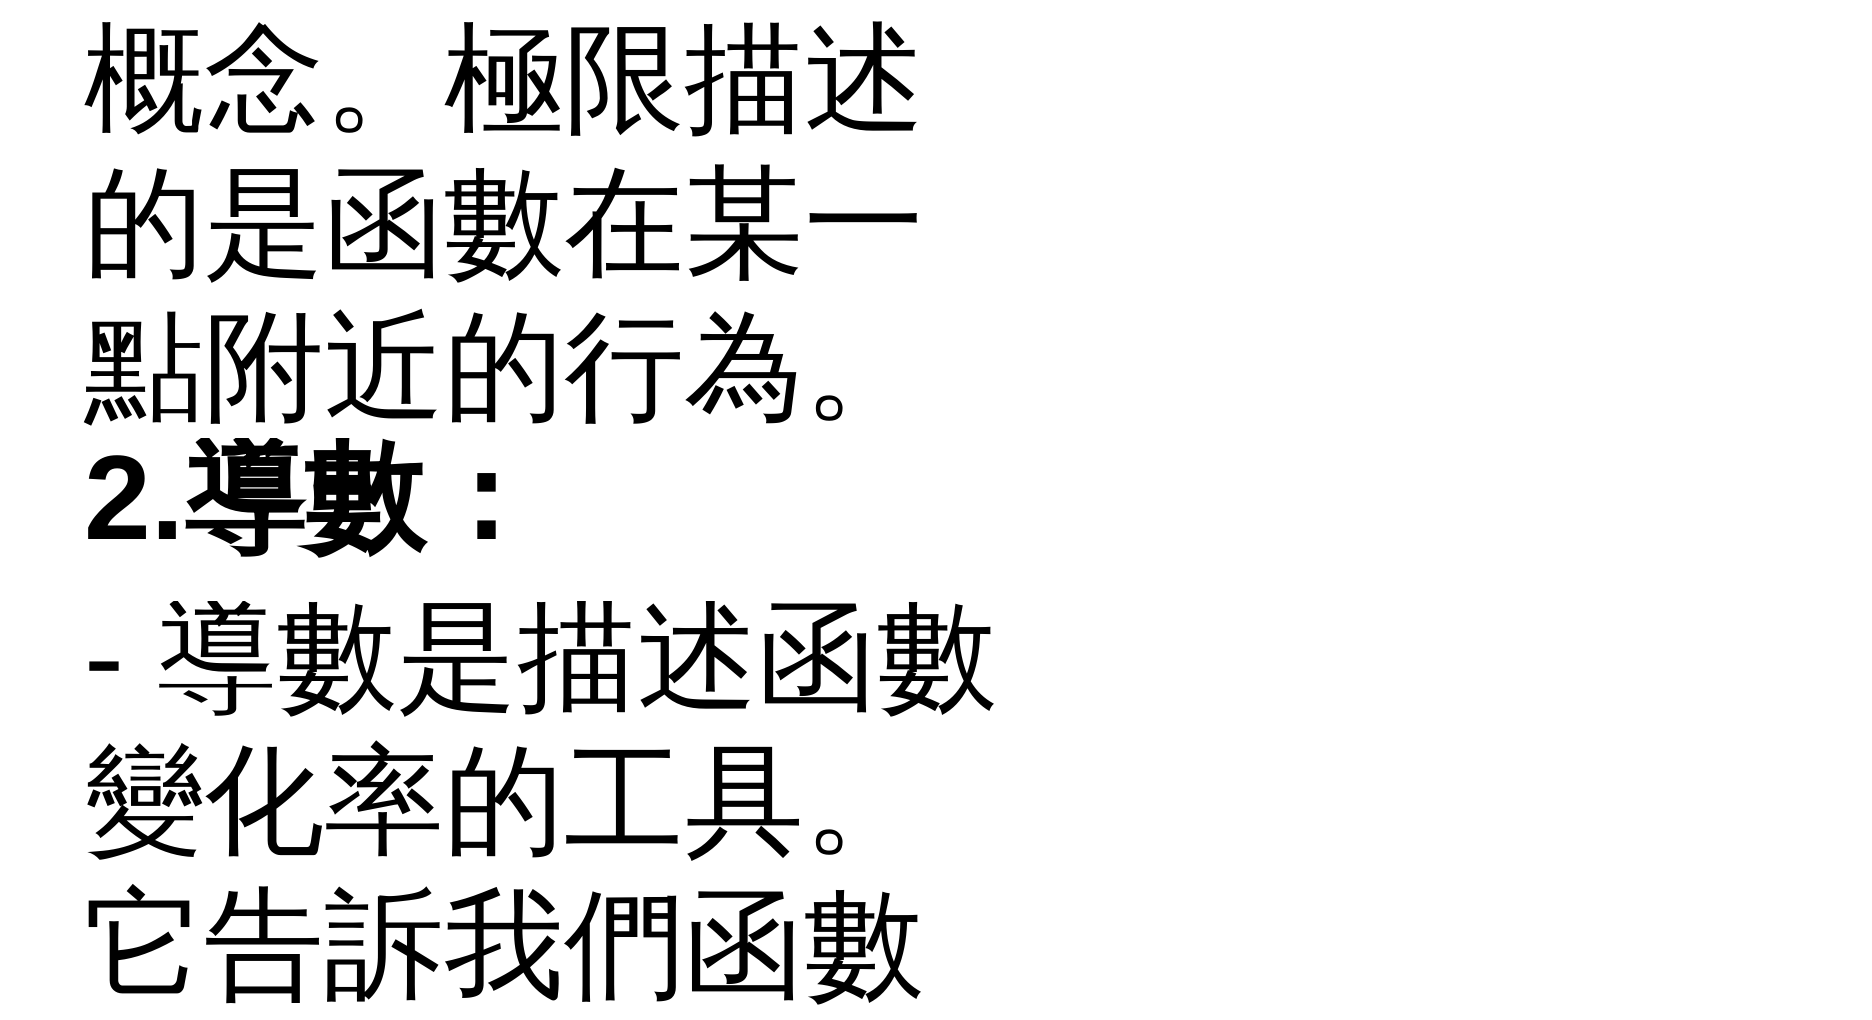 概念。極限描述
的是函數在某一
點附近的行為。
2.導數：
- 導數是描述函數
變化率的工具。
它告訴我們函數